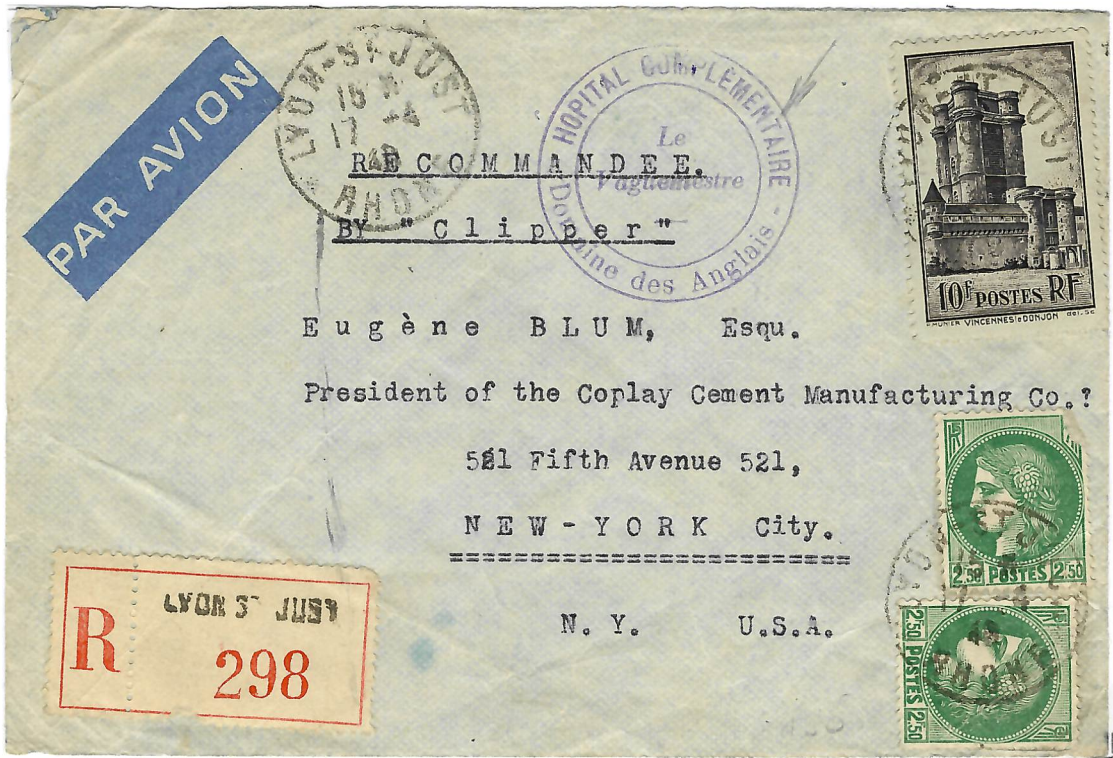 PAR AVION
LYON-ST JUST
17 -4
40
RHONE
HOPITAL COMPLEMENTAIRE
Le
Vaguemestre
Domaine des Anglais -
RECOMMANDEE.
BY "Clipper"
10F POSTES RF
VINCENNES le DONJON
Eugène BLUM, Esqu.
President of the Coplay Cement Manufacturing Co.?
521 Fifth Avenue 521,
NEW-YORK City.
N. Y. U.S.A.
2,50 POSTES 2,50
2,50 POSTES 2,50
R
LYON ST JUST
298